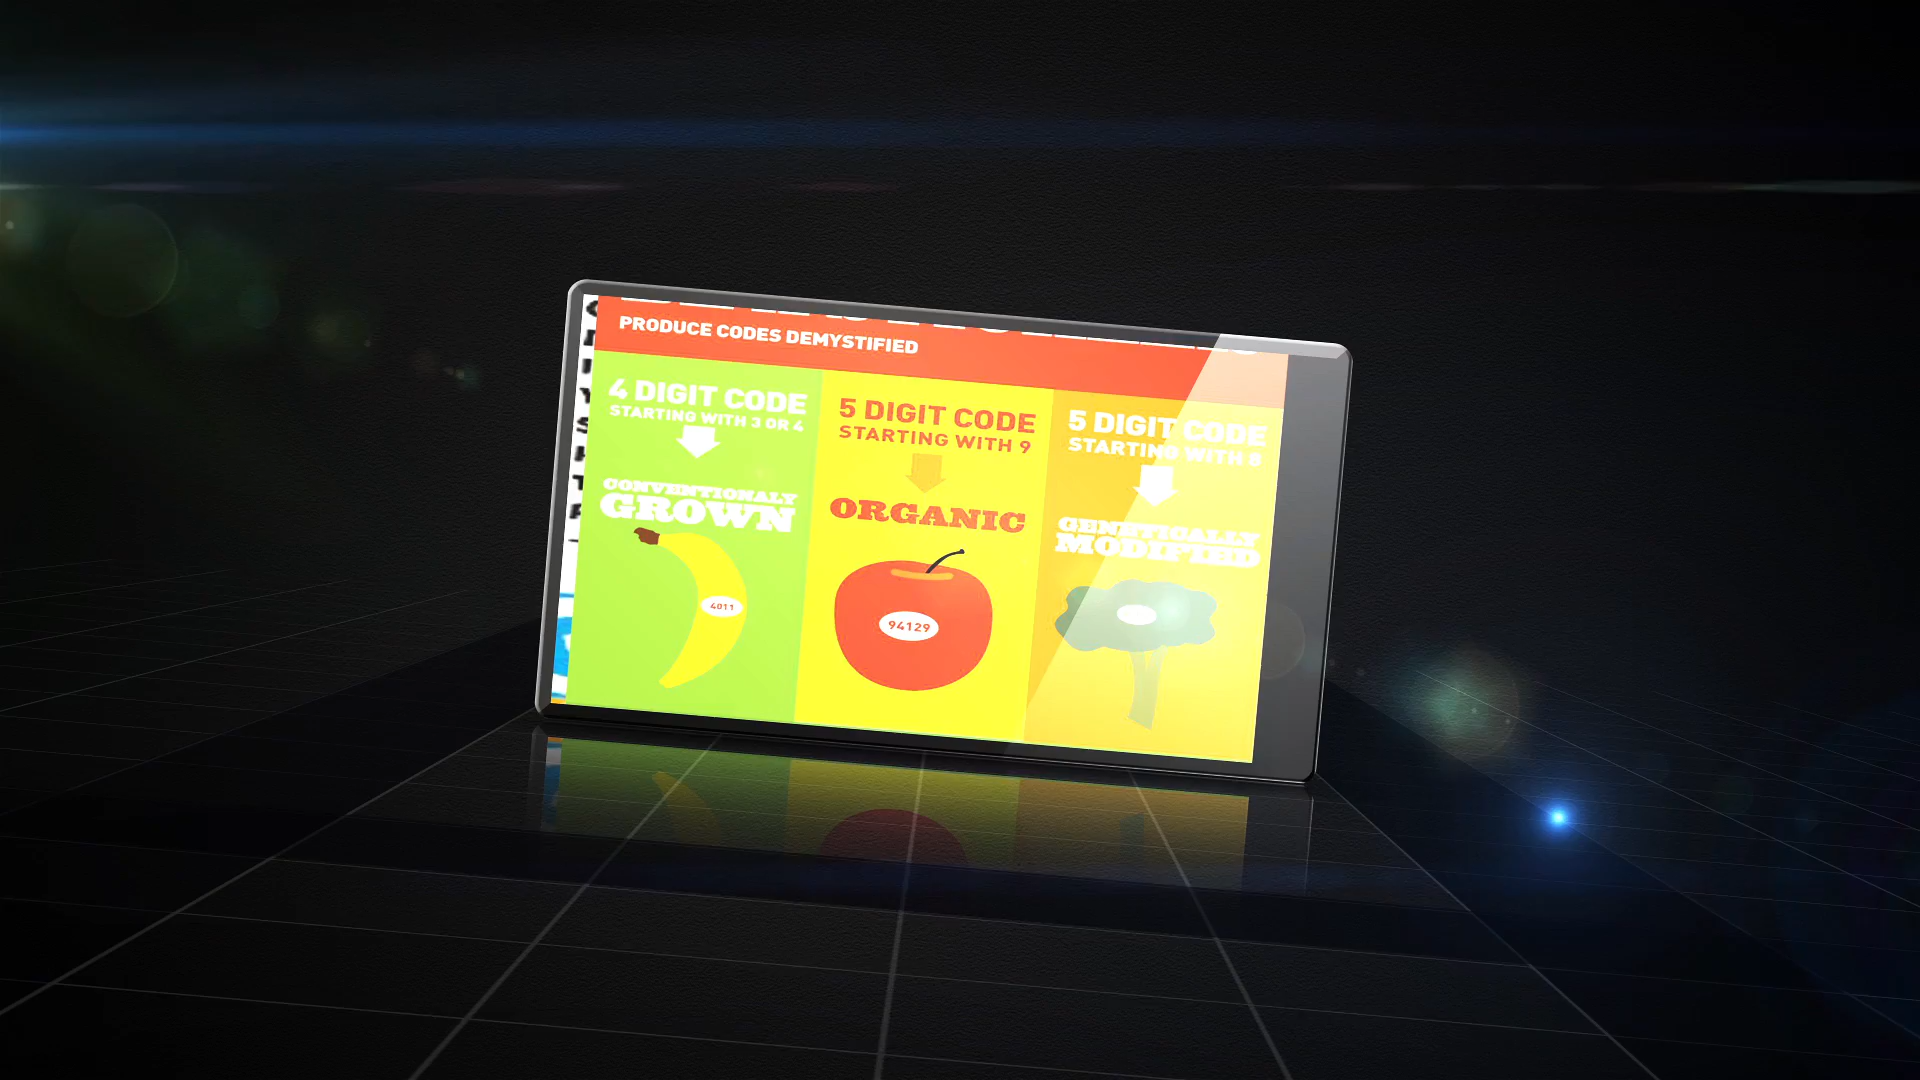 PRODUCE CODES DEMYSTIFIED
4 DIGIT CODE
STARTING WITH 3 OR 4
CONVENTIONALY
GROWN
4011
5 DIGIT CODE
STARTING WITH 9
ORGANIC
94129
5 DIGIT CODE
STARTING WITH 8
GENETICALLY
MODIFIED